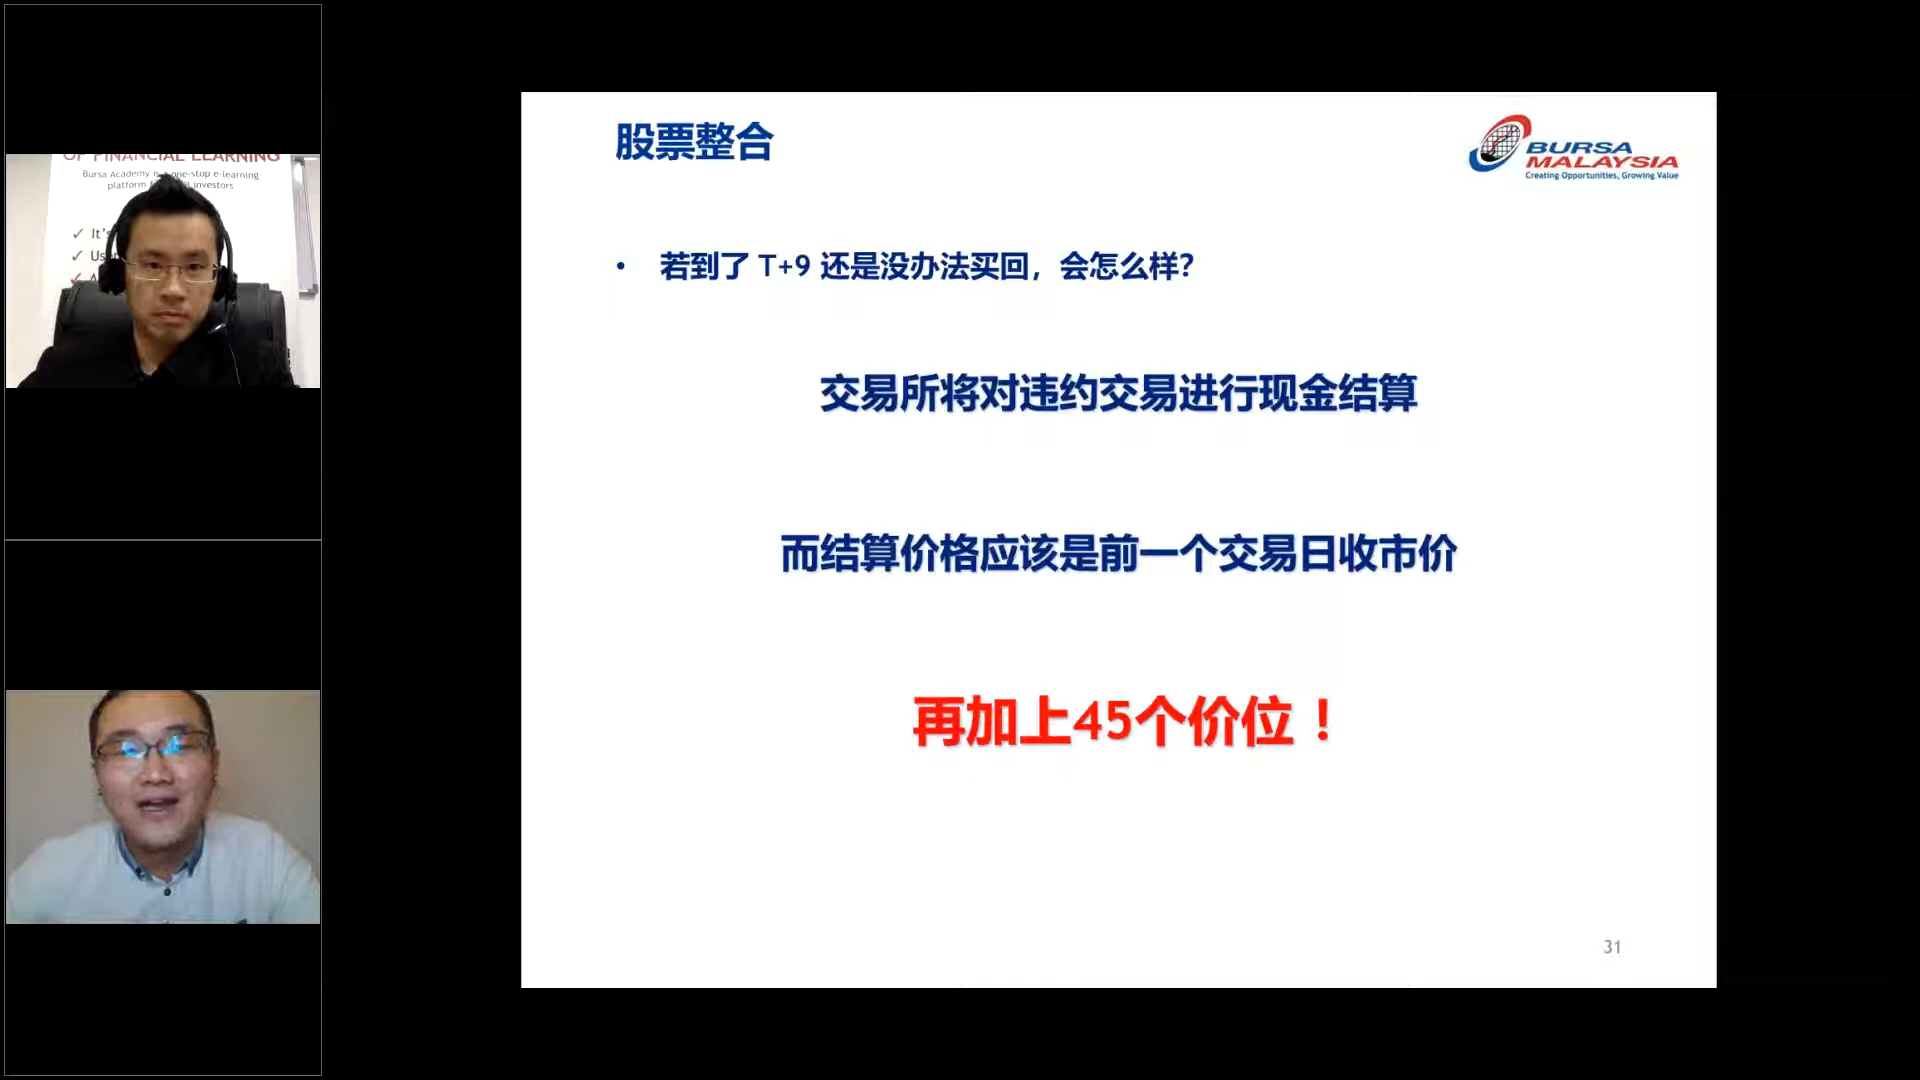 OF FINANCIAL LEARNING
Bursa Academy is a one-stop e-learning
platform investors
✓ It's
✓ Use
✓ A
股票整合
BURSA
MALAYSIA
Creating Opportunities, Growing Value
• 若到了 T+9 还是没办法买回，会怎么样？
交易所将对违约交易进行现金结算
而结算价格应该是前一个交易日收市价
再加上45个价位！
31